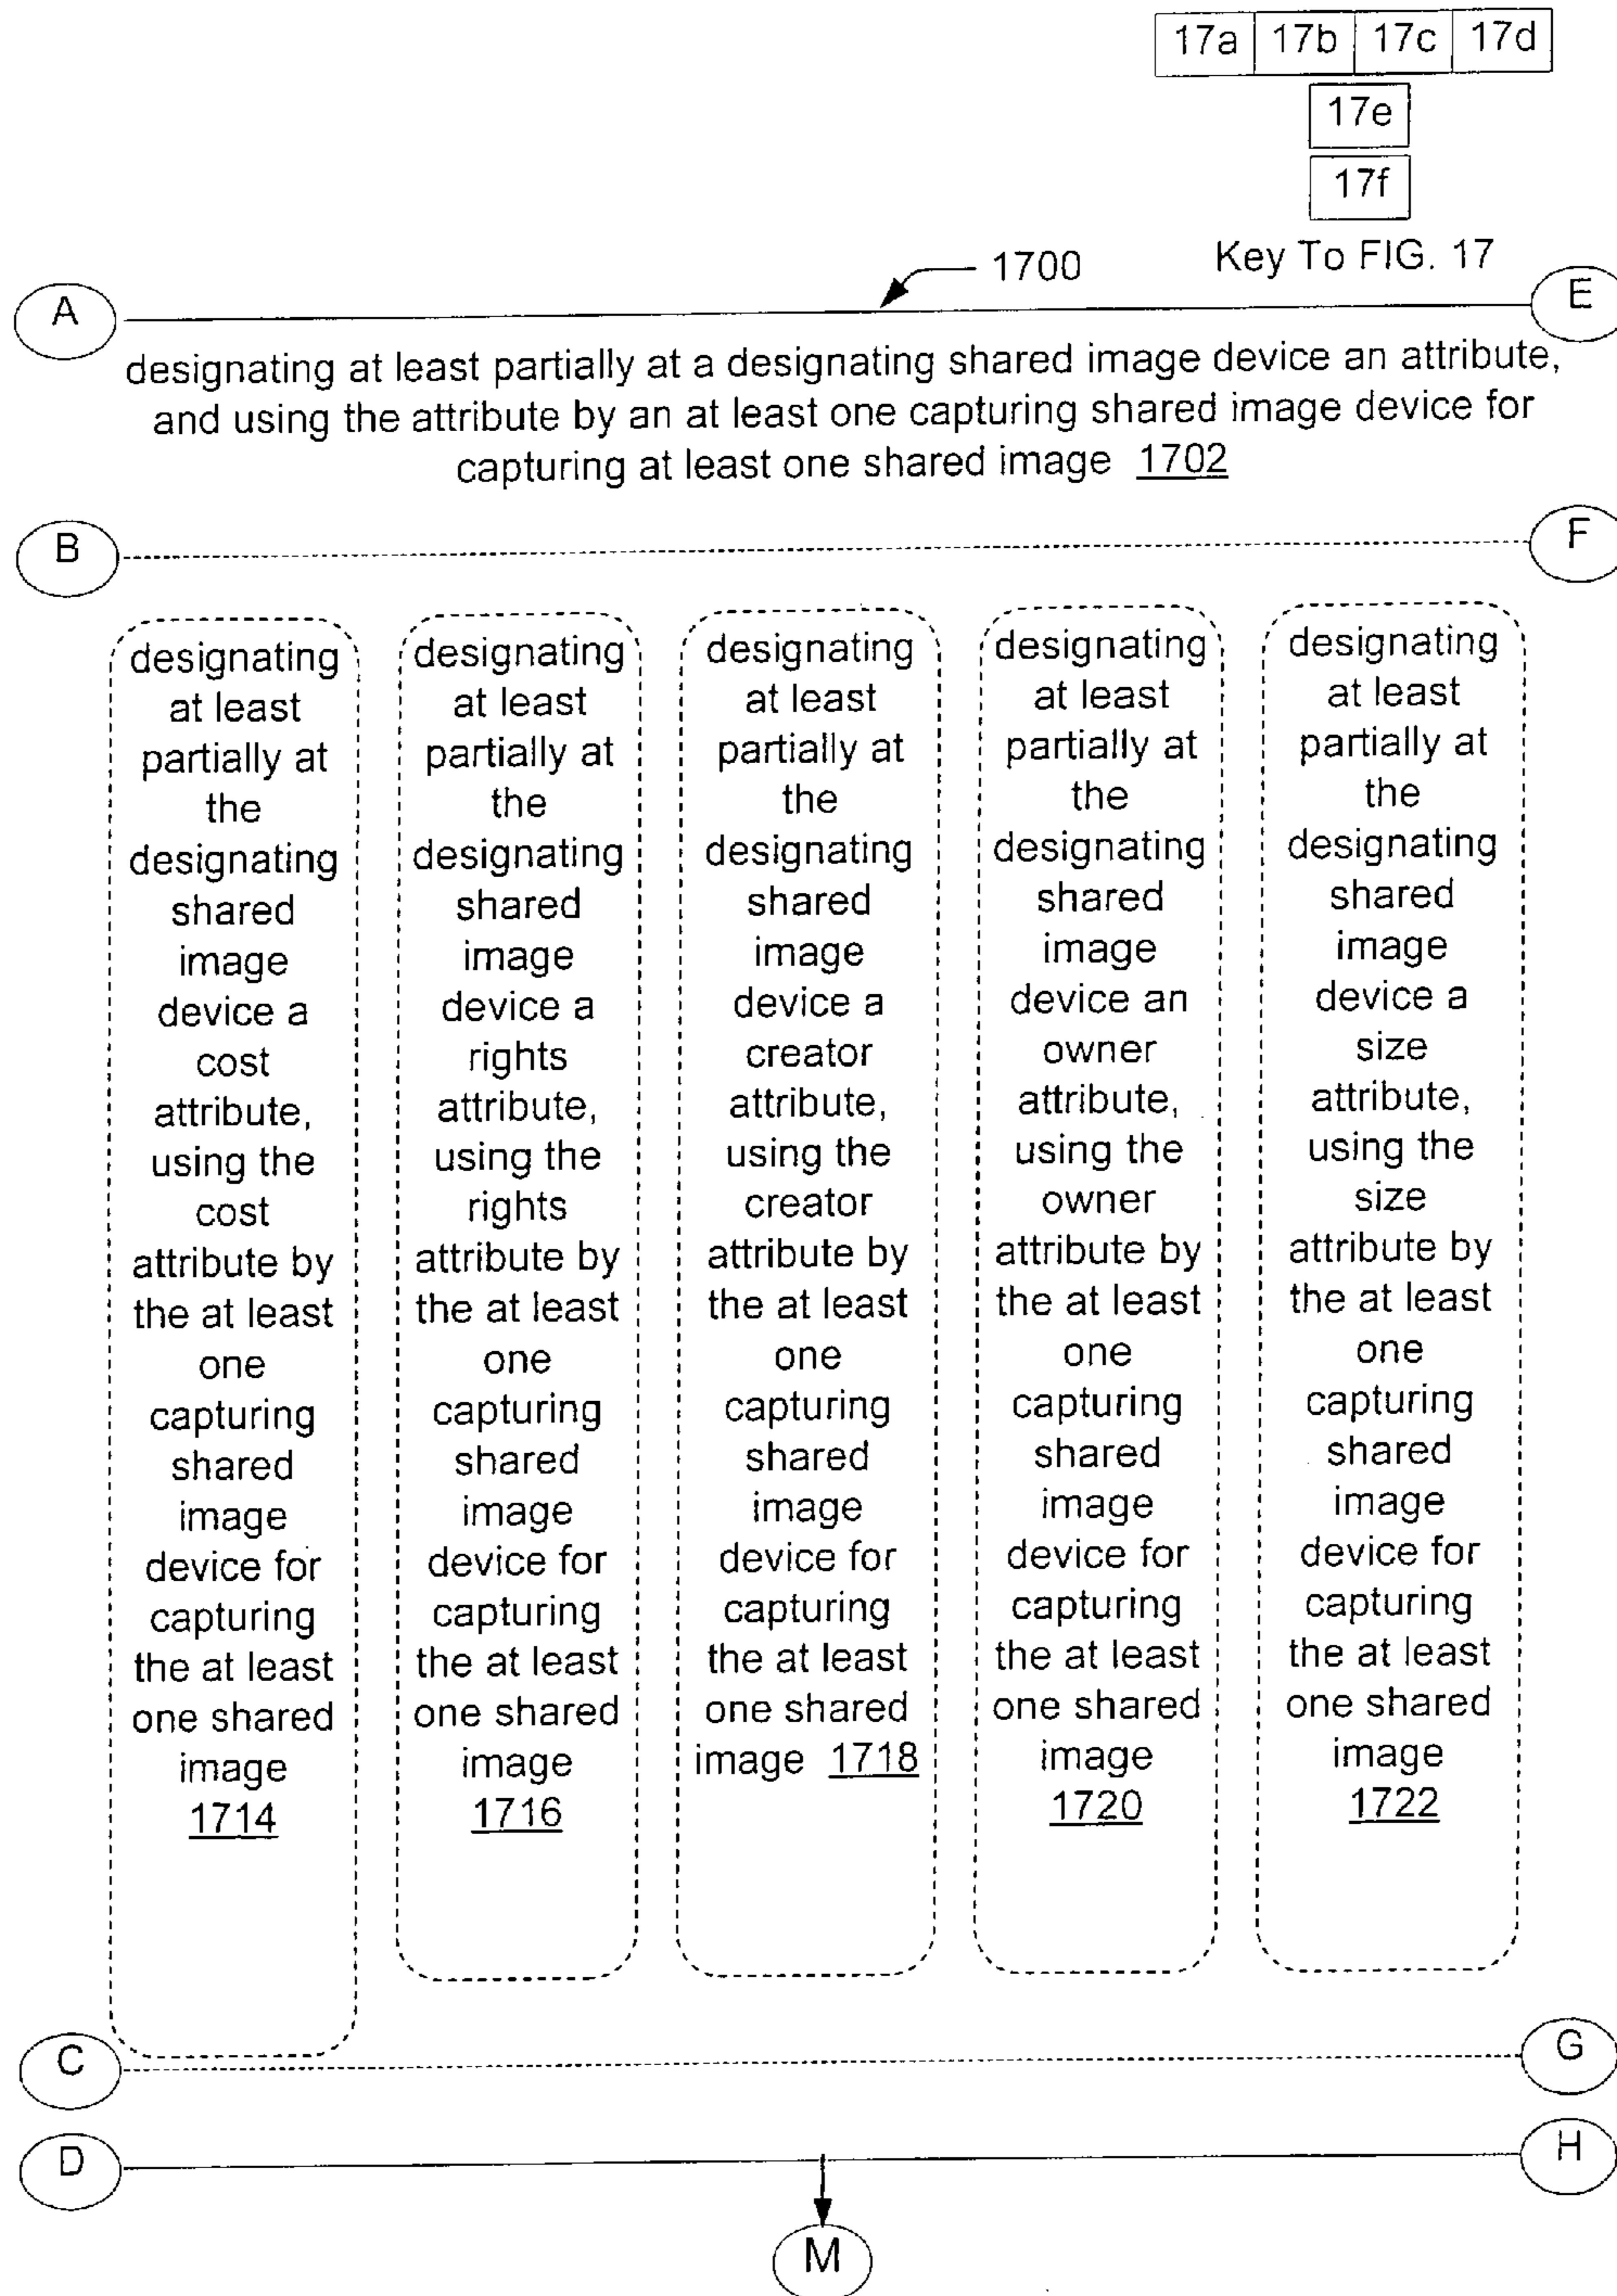 17a 17b 17c 17d
17e
17f
Key To FIG. 17
1700
A
E
designating at least partially at a designating shared image device an attribute,
and using the attribute by an at least one capturing shared image device for
capturing at least one shared image 1702
B
F
designating
at least
partially at
the
designating
shared
image
device a
cost
attribute,
using the
cost
attribute by
the at least
one
capturing
shared
image
device for
capturing
the at least
one shared
image
1714
designating
at least
partially at
the
designating
shared
image
device a
rights
attribute,
using the
rights
attribute by
the at least
one
capturing
shared
image
device for
capturing
the at least
one shared
image
1716
designating
at least
partially at
the
designating
shared
image
device a
creator
attribute,
using the
creator
attribute by
the at least
one
capturing
shared
image
device for
capturing
the at least
one shared
image 1718
designating
at least
partially at
the
designating
shared
image
device an
owner
attribute,
using the
owner
attribute by
the at least
one
capturing
shared
image
device for
capturing
the at least
one shared
image
1720
designating
at least
partially at
the
designating
shared
image
device a
size
attribute,
using the
size
attribute by
the at least
one
capturing
shared
image
device for
capturing
the at least
one shared
image
1722
C
G
D
H
M